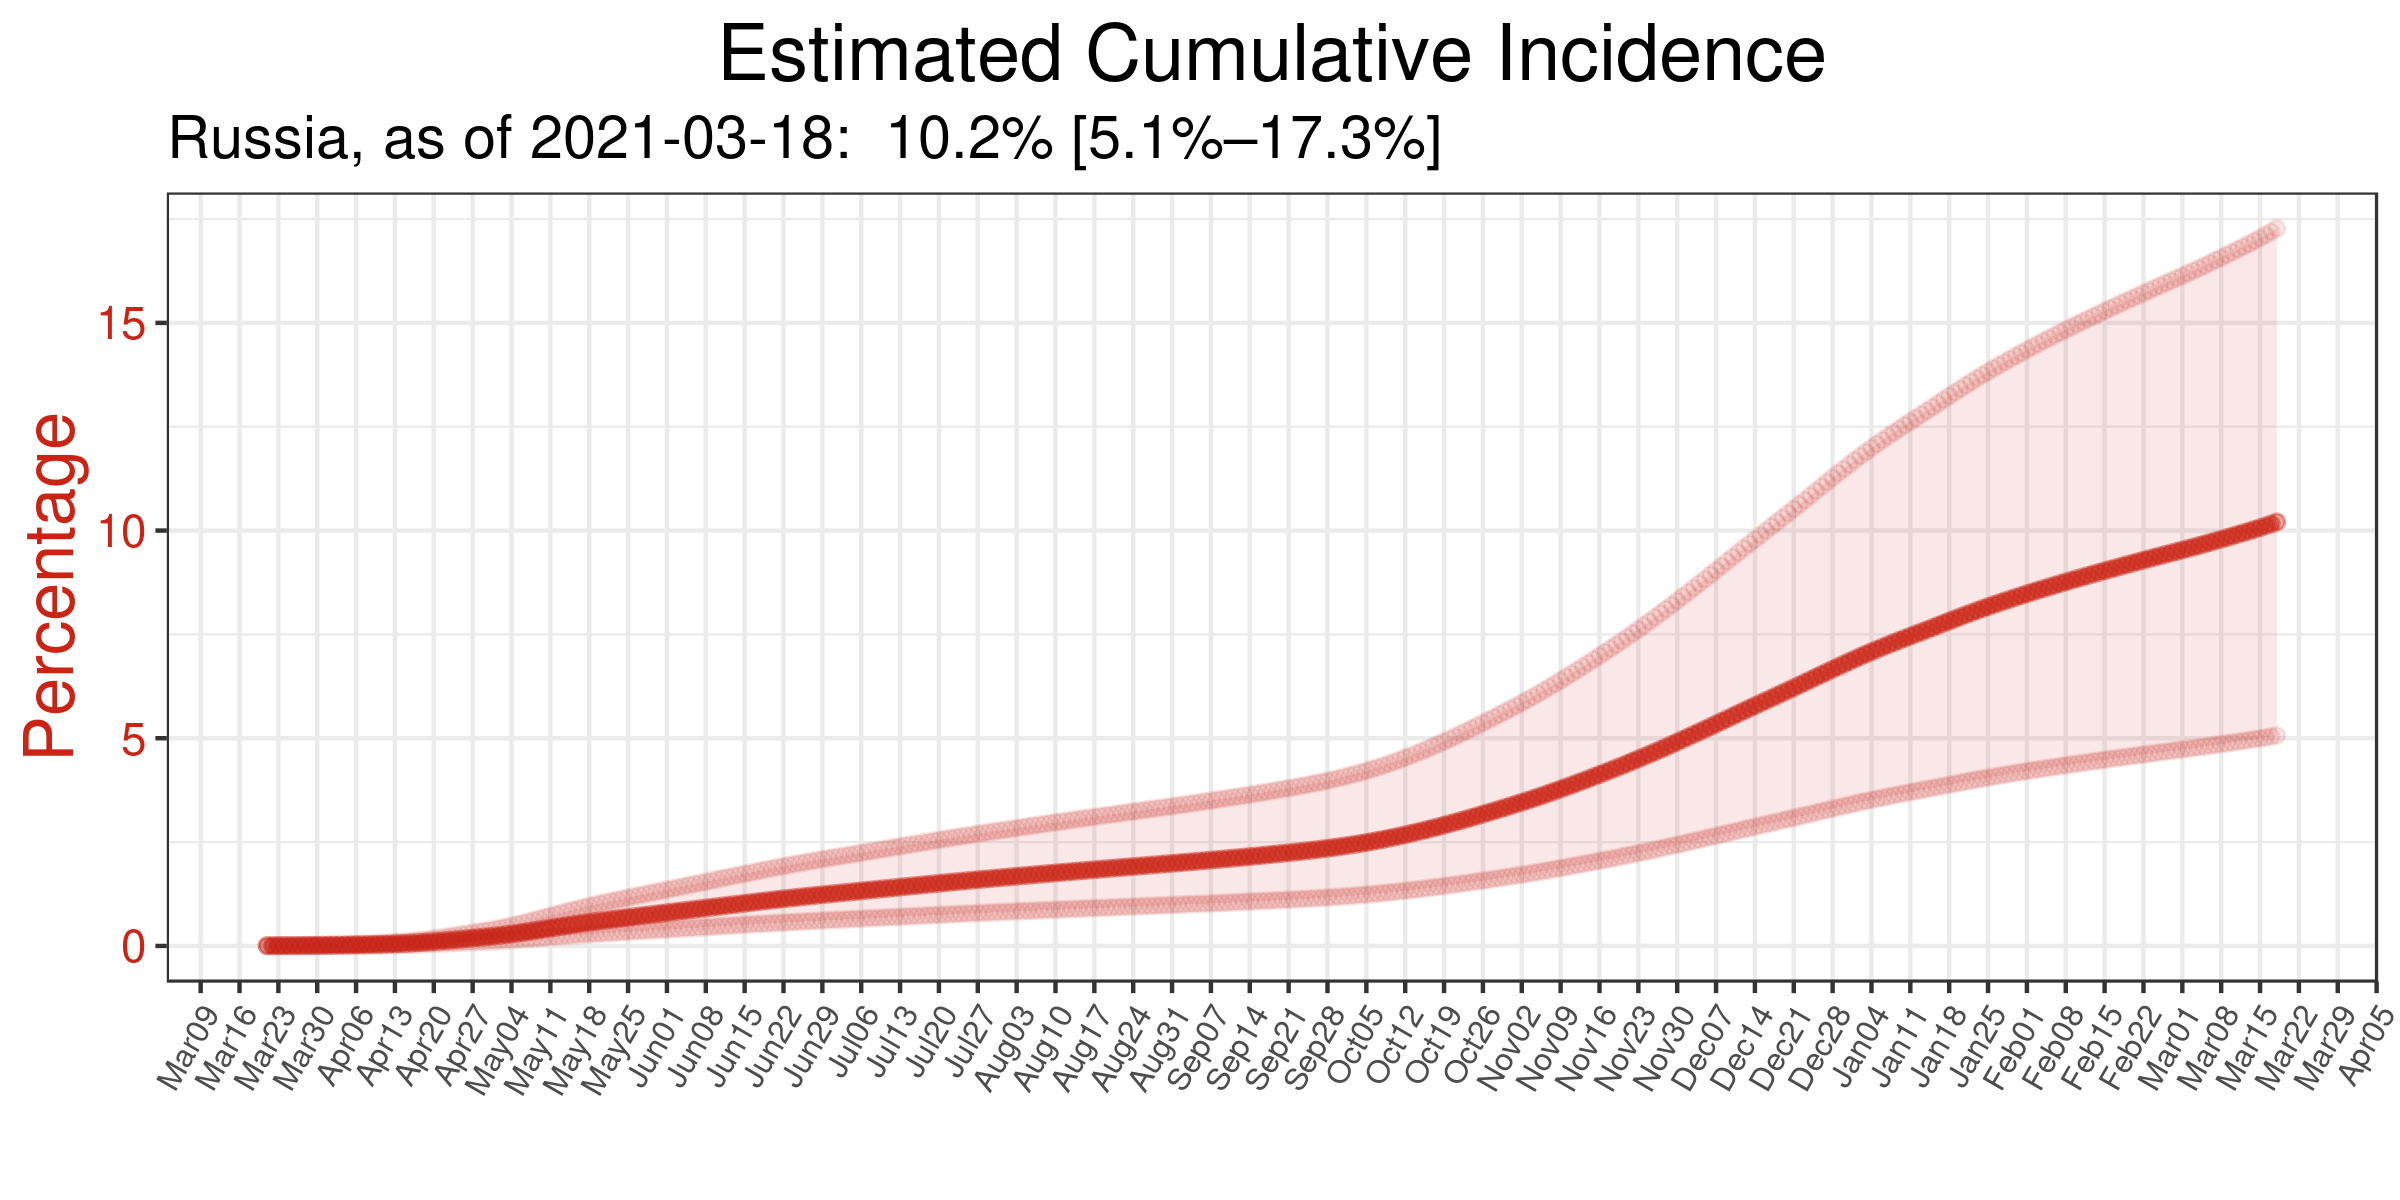 Estimated Cumulative Incidence
Russia, as of 2021-03-18:  10.2% [5.1%–17.3%]
Percentage
15
10
5
0
Mar09
Mar16
Mar23
Mar30
Apr06
Apr13
Apr20
Apr27
May04
May11
May18
May25
Jun01
Jun08
Jun15
Jun22
Jun29
Jul06
Jul13
Jul20
Jul27
Aug03
Aug10
Aug17
Aug24
Aug31
Sep07
Sep14
Sep21
Sep28
Oct05
Oct12
Oct19
Oct26
Nov02
Nov09
Nov16
Nov23
Nov30
Dec07
Dec14
Dec21
Dec28
Jan04
Jan11
Jan18
Jan25
Feb01
Feb08
Feb15
Feb22
Mar01
Mar08
Mar15
Mar22
Mar29
Apr05